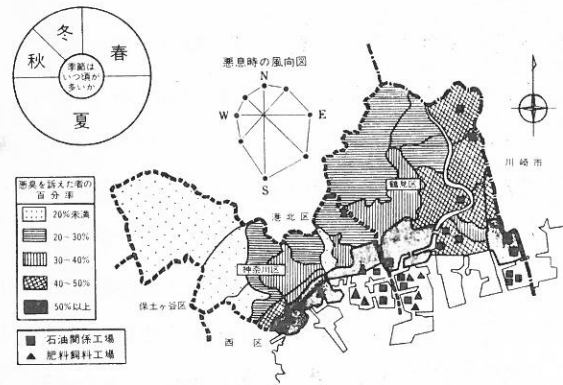 冬
秋
春
夏
季節は
いつ頃が
多いか
悪臭時の風向図
N
W
E
S
川崎市
鶴見区
港北区
神奈川区
保土ヶ谷区
西区
悪臭を訴えた者の
百分率
20%未満
20〜30%
30〜40%
40〜50%
50%以上
石油関係工場
肥料飼料工場